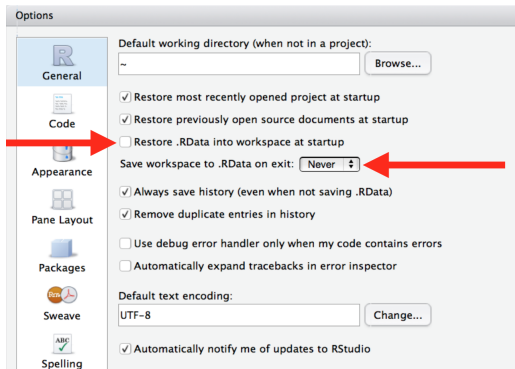 Options
General
Code
Appearance
Pane Layout
Packages
Sweave
ABC
Spelling
Default working directory (when not in a project):
~
Browse...
Restore most recently opened project at startup
Restore previously open source documents at startup
Restore .RData into workspace at startup
Save workspace to .RData on exit: Never
Always save history (even when not saving .RData)
Remove duplicate entries in history
Use debug error handler only when my code contains errors
Automatically expand tracebacks in error inspector
Default text encoding:
UTF-8
Change...
Automatically notify me of updates to RStudio